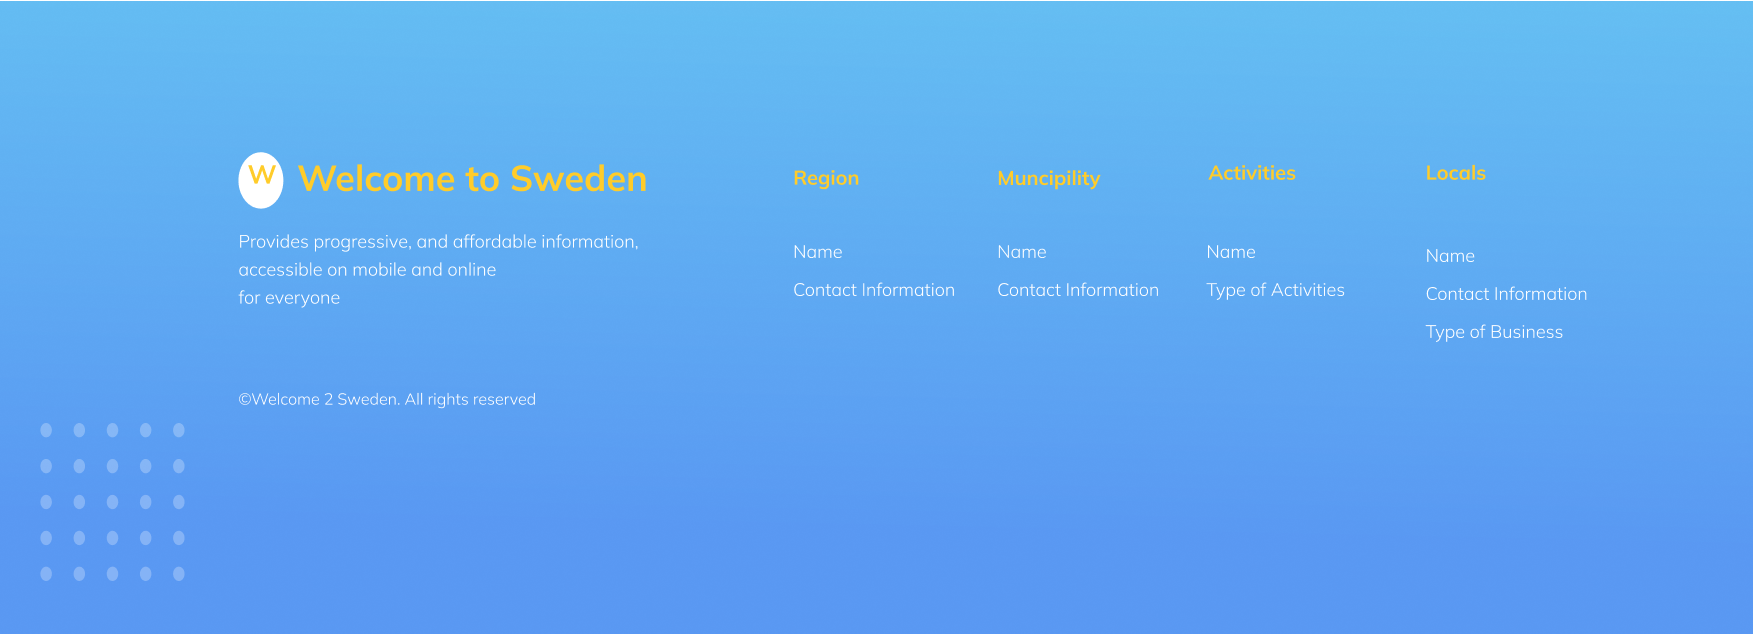 W Welcome to Sweden
Provides progressive, and affordable information,
accessible on mobile and online
for everyone
©Welcome 2 Sweden. All rights reserved
Region
Name
Contact Information
Muncipility
Name
Contact Information
Activities
Name
Type of Activities
Locals
Name
Contact Information
Type of Business